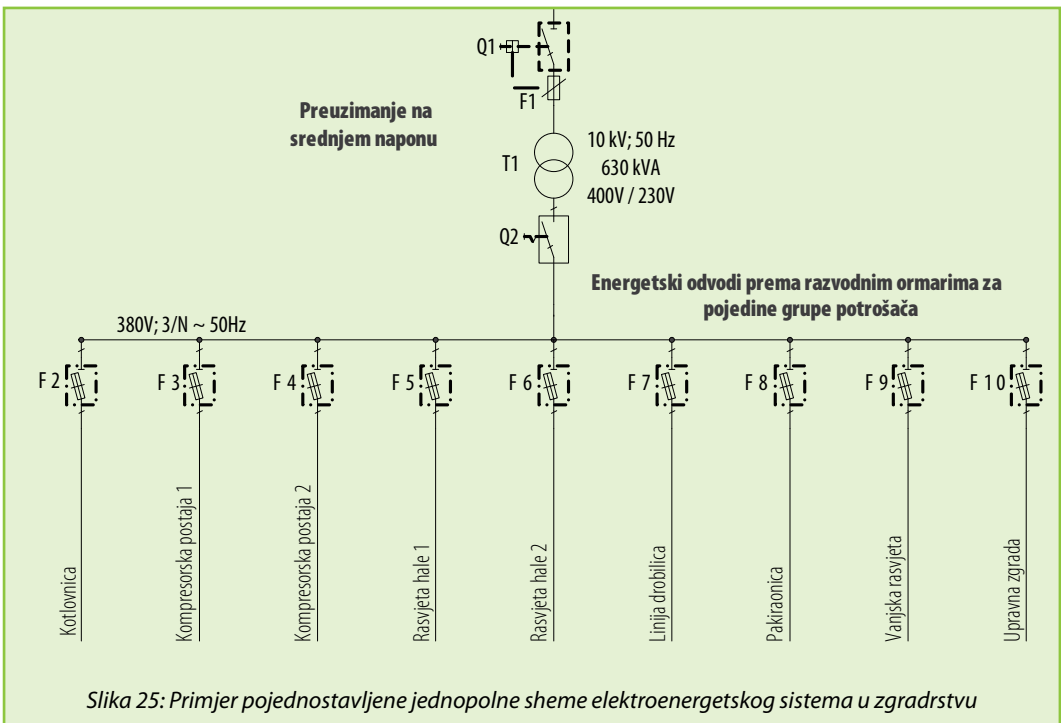 Q1
F1
Preuzimanje na
srednjem naponu
T1
10 kV; 50 Hz
630 kVA
400V / 230V
Q2
Energetski odvodi prema razvodnim ormarima za
pojedine grupe potrošača
380V; 3/N ~ 50Hz
F 2
F 3
F 4
F 5
F 6
F 7
F 8
F 9
F 1 0
Kotlovnica
Kompresorska postaja 1
Kompresorska postaja 2
Rasvjeta hale 1
Rasvjeta hale 2
Linija drobilica
Pakiraonica
Vanjska rasvjeta
Upravna zgrada
Slika 25: Primjer pojednostavljene jednopolne sheme elektroenergetskog sistema u zgradrstvu